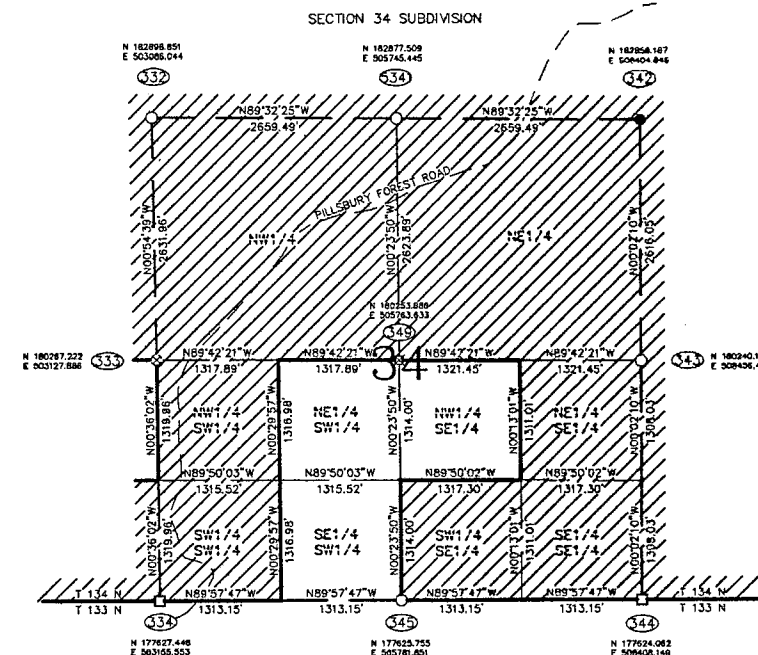 SECTION 34 SUBDIVISION
N 182898.851
E 503086.044
N 182877.509
E 505745.445
N 182856.187
E 508404.846
332
534
342
N89°32'25"W
2659.49'
N89°32'25"W
2659.49'
PILLSBURY FOREST ROAD
NW1/4
NE1/4
N00°54'39"W
2631.96'
N00°23'50"W
2623.89'
N00°02'10"W
2616.05'
N 180253.686
E 505763.633
349
N 180267.222
E 503127.886
333
N89°42'21"W
1317.89'
N89°42'21"W
1317.89'
34
N89°42'21"W
1321.45'
N89°42'21"W
1321.45'
343
N 180240.1
E 508406.4
N00°36'02"W
1319.96'
NW1/4
SW1/4
N00°29'57"W
1316.98'
NE1/4
SW1/4
N00°23'50"W
1314.00'
NW1/4
SE1/4
N00°13'01"W
1311.01'
NE1/4
SE1/4
N00°02'10"W
1308.03'
N89°50'03"W
1315.52'
N89°50'03"W
1315.52'
N89°50'02"W
1317.30'
N89°50'02"W
1317.30'
N00°36'02"W
1319.96'
SW1/4
SW1/4
N00°29'57"W
1316.98'
SE1/4
SW1/4
N00°23'50"W
1314.00'
SW1/4
SE1/4
N00°13'01"W
1311.01'
SE1/4
SE1/4
N00°02'10"W
1308.03'
T 134 N
T 133 N
N89°57'47"W
1313.15'
N89°57'47"W
1313.15'
N89°57'47"W
1313.15'
N89°57'47"W
1313.15'
T 134 N
T 133 N
334
345
344
N 177627.446
E 503155.553
N 177625.755
E 505781.851
N 177624.062
E 508408.149